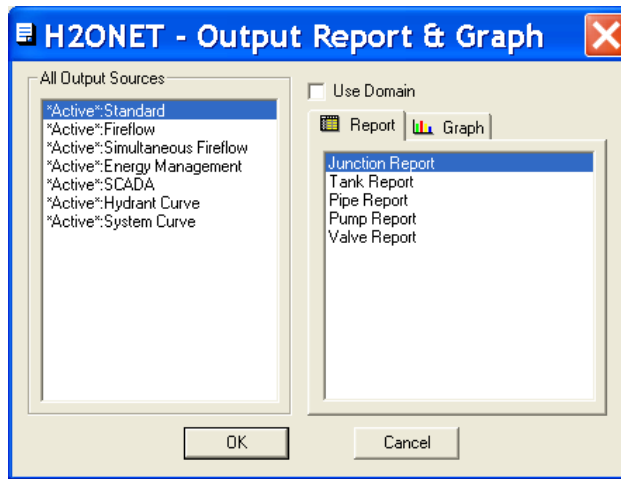 H2ONET - Output Report & Graph
All Output Sources
*Active*:Standard
*Active*:Fireflow
*Active*:Simultaneous Fireflow
*Active*:Energy Management
*Active*:SCADA
*Active*:Hydrant Curve
*Active*:System Curve
Use Domain
Report
Graph
Junction Report
Tank Report
Pipe Report
Pump Report
Valve Report
OK
Cancel